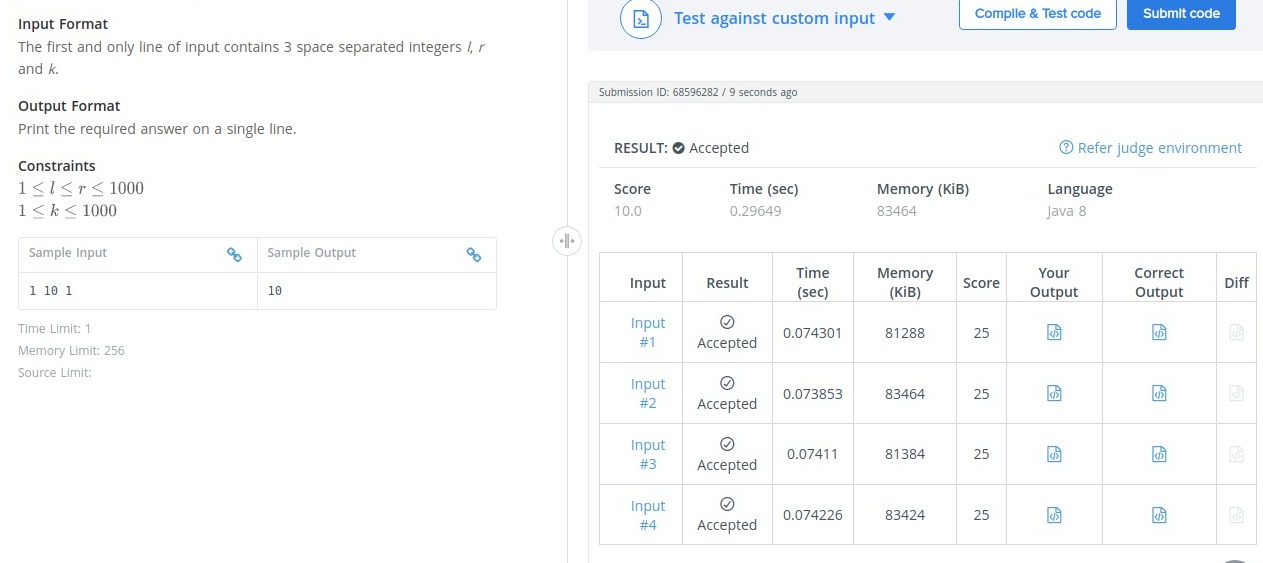 Input Format
The first and only line of input contains 3 space separated integers l, r
and k.
Output Format
Print the required answer on a single line.
Constraints
1 ≤ l ≤ r ≤ 1000
1 ≤ k ≤ 1000
Sample Input
Sample Output
1 10 1
10
Time Limit: 1
Memory Limit: 256
Source Limit:
Test against custom input
Compile & Test code
Submit code
Submission ID: 68596282 / 9 seconds ago
RESULT: Accepted
Refer judge environment
Score Time (sec) Memory (KiB) Language
10.0 0.29649 83464 Java 8
Input Result Time (sec) Memory (KiB) Score Your Output Correct Output Diff
Input #1 Accepted 0.074301 81288 25
Input #2 Accepted 0.073853 83464 25
Input #3 Accepted 0.07411 81384 25
Input #4 Accepted 0.074226 83424 25